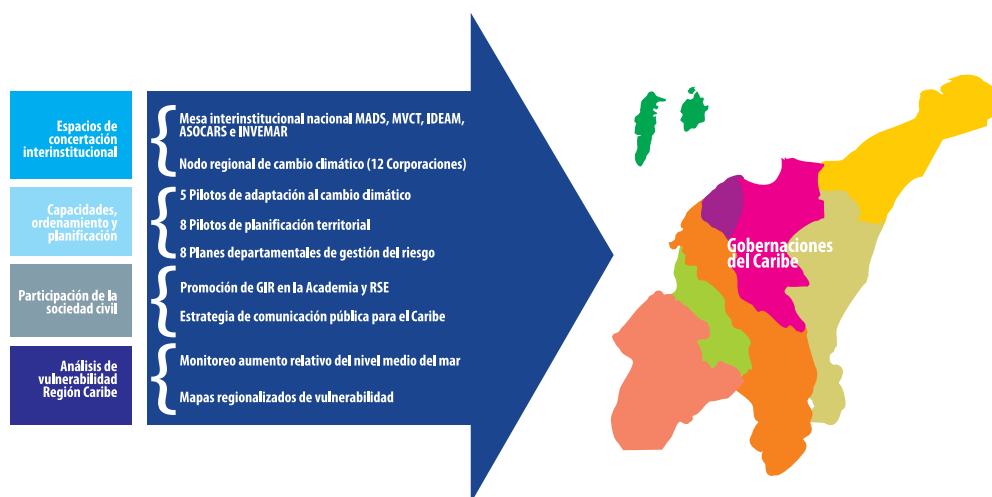 Espacios de
concertación
interinstitucional
Mesa interinstitucional nacional MADS, MVCT, IDEAM,
ASOCARS e INVEMAR
Nodo regional de cambio climático (12 Corporaciones)
Capacidades,
ordenamiento y
planificación
5 Pilotos de adaptación al cambio climático
8 Pilotos de planificación territorial
8 Planes departamentales de gestión del riesgo
Participación de la
sociedad civil
Promoción de GIR en la Academia y RSE
Estrategia de comunicación pública para el Caribe
Análisis de
vulnerabilidad
Región Caribe
Monitoreo aumento relativo del nivel medio del mar
Mapas regionalizados de vulnerabilidad
Gobernaciones
del Caribe